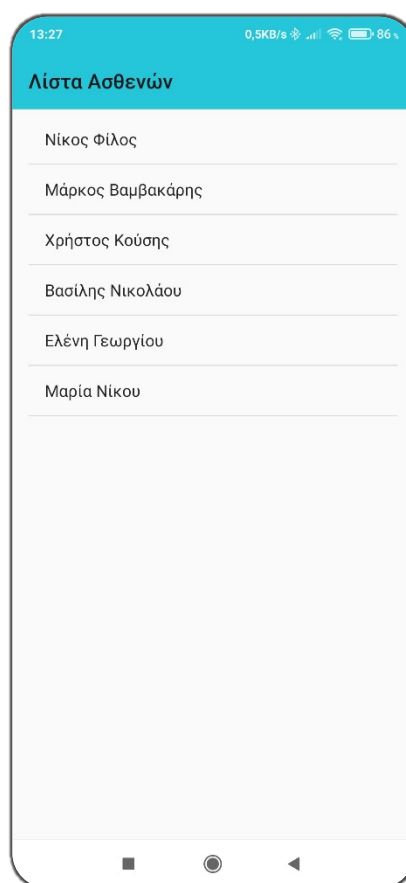 13:27 0,5KB/s 86%
Λίστα Ασθενών
Νίκος Φίλος
Μάρκος Βαμβακάρης
Χρήστος Κούσης
Βασίλης Νικολάου
Ελένη Γεωργίου
Μαρία Νίκου